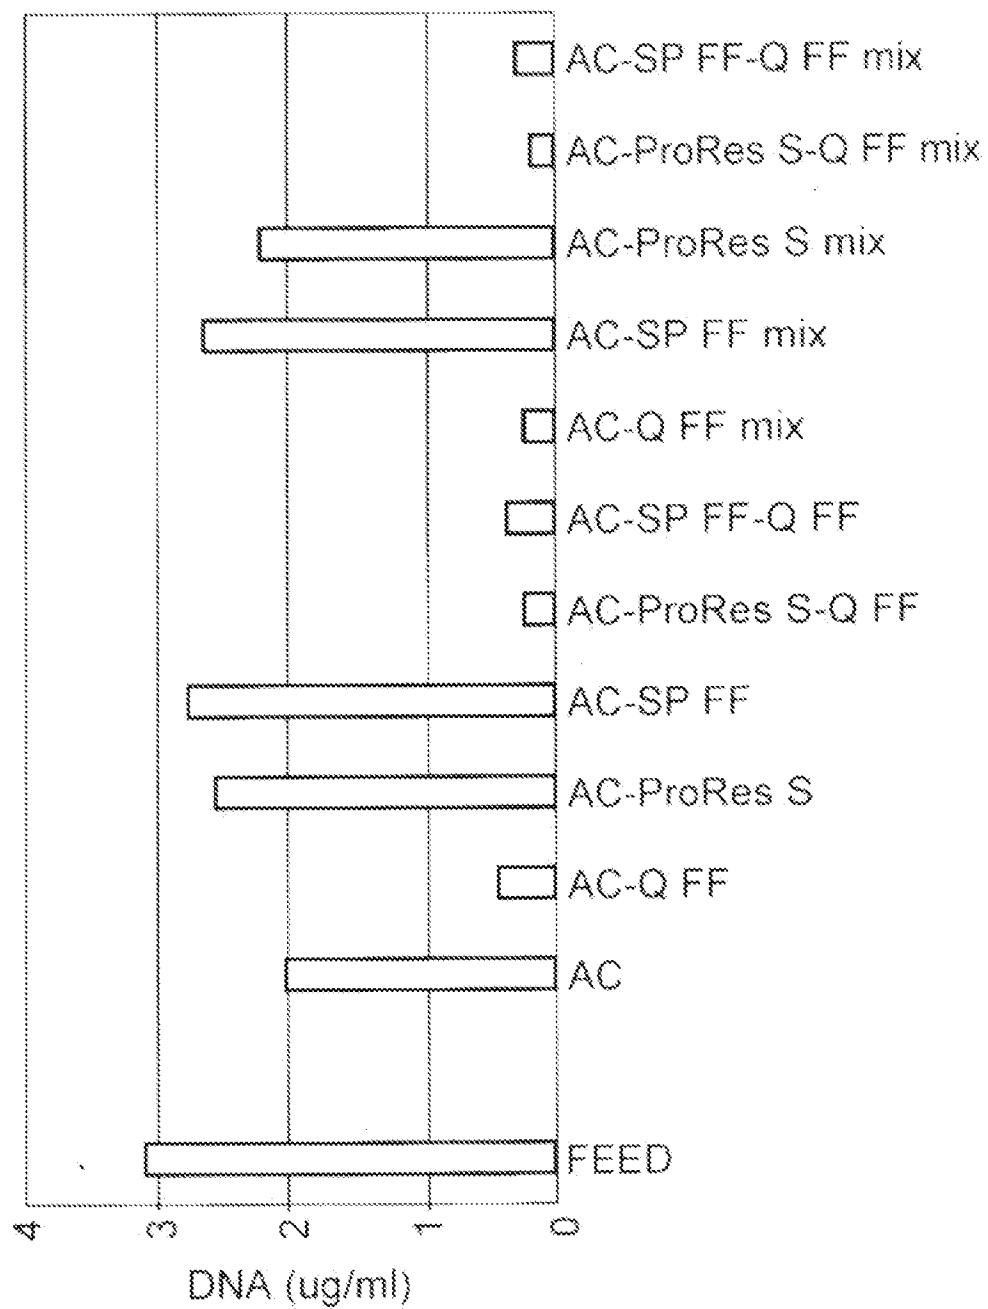 AC-SP FF-Q FF mix
AC-ProRes S-Q FF mix
AC-ProRes S mix
AC-SP FF mix
AC-Q FF mix
AC-SP FF-Q FF
AC-ProRes S-Q FF
AC-SP FF
AC-ProRes S
AC-Q FF
AC
FEED
4 3 2 1 0
DNA (ug/ml)